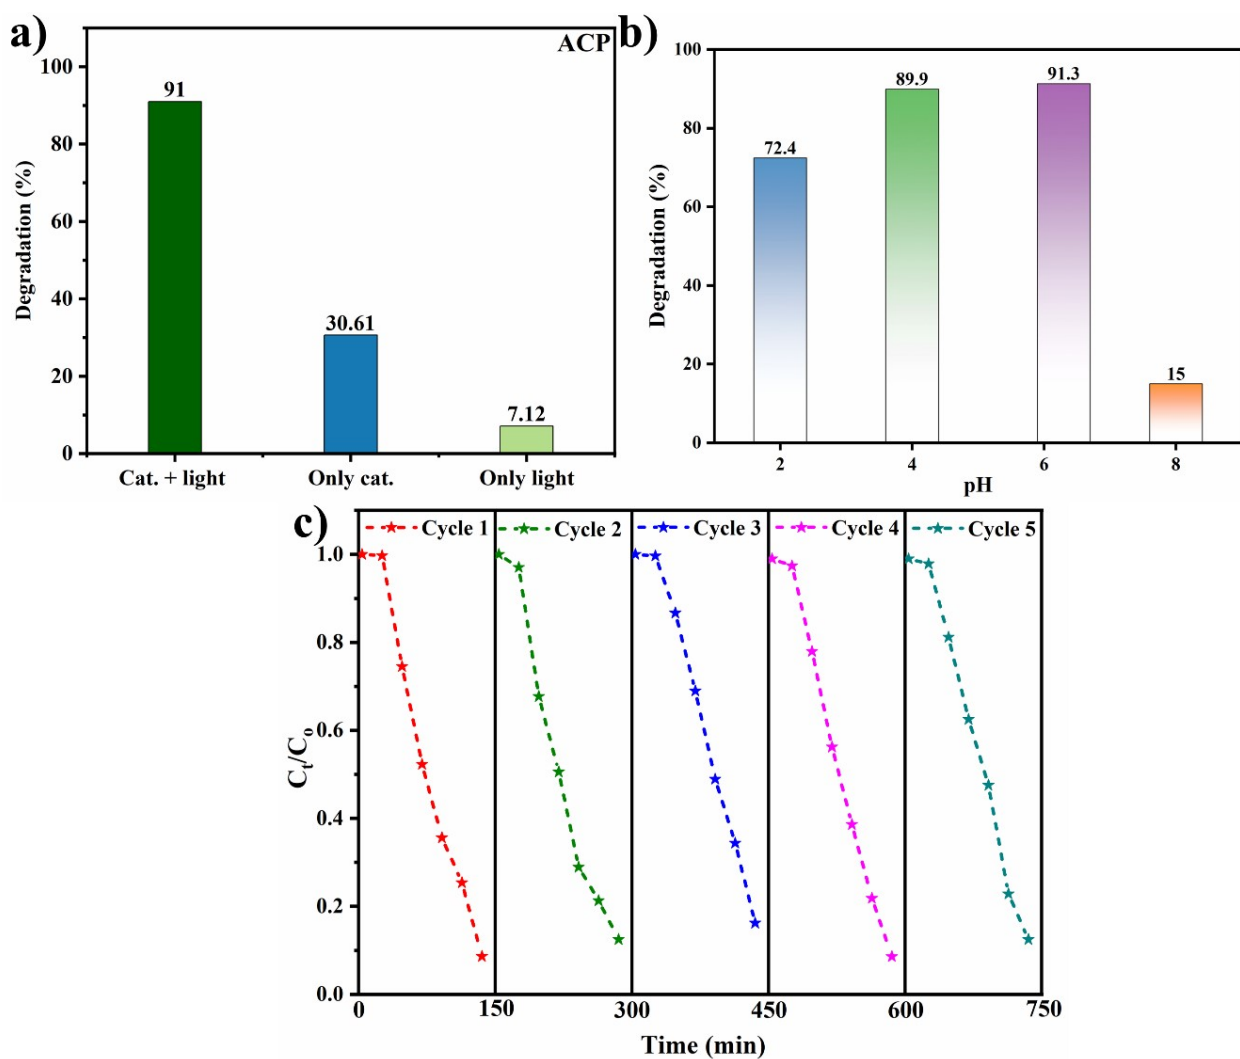 a)
ACP
Degradation (%)
100
80
60
40
20
0
91
30.61
7.12
Cat. + light Only cat. Only light
b)
Degradation (%)
100
80
60
40
20
0
72.4
89.9
91.3
15
2 4 6 8
pH
c)
Cycle 1 Cycle 2 Cycle 3 Cycle 4 Cycle 5
Ct/Co
1.0
0.8
0.6
0.4
0.2
0.0
0 150 300 450 600 750
Time (min)